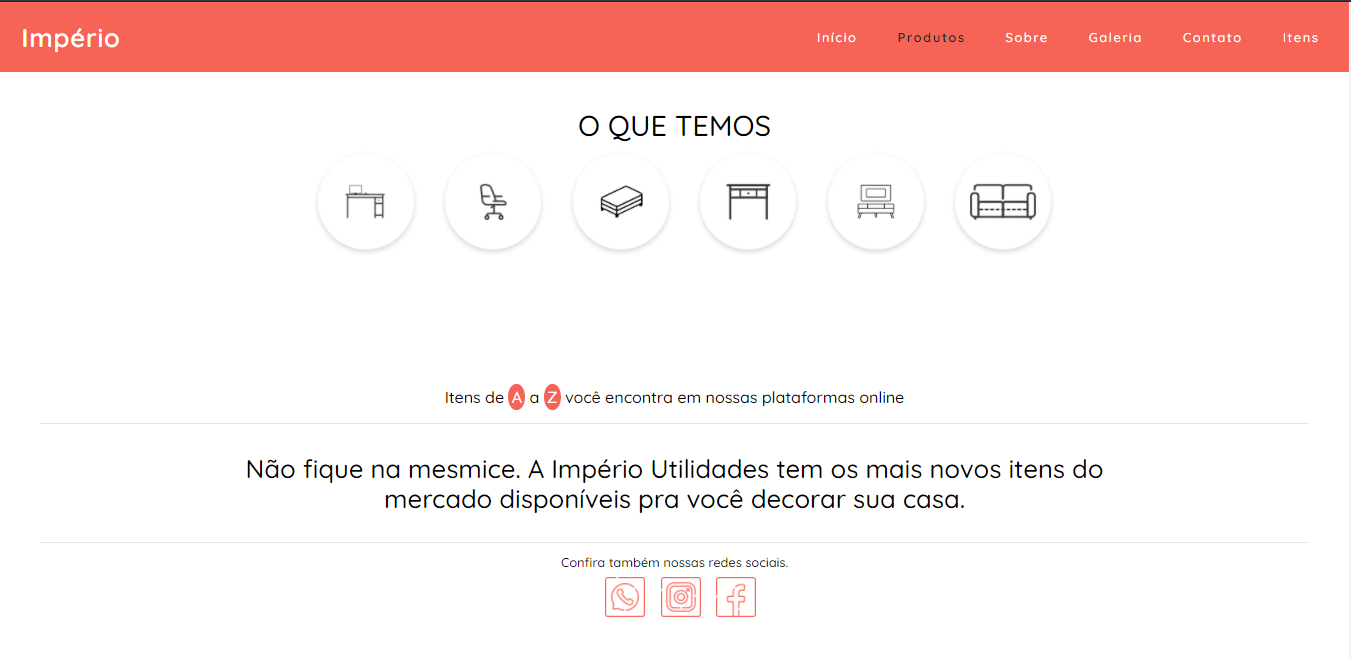 Império
Início Produtos Sobre Galeria Contato Itens
O QUE TEMOS
Itens de A a Z você encontra em nossas plataformas online
Não fique na mesmice. A Império Utilidades tem os mais novos itens do
mercado disponíveis pra você decorar sua casa.
Confira também nossas redes sociais.